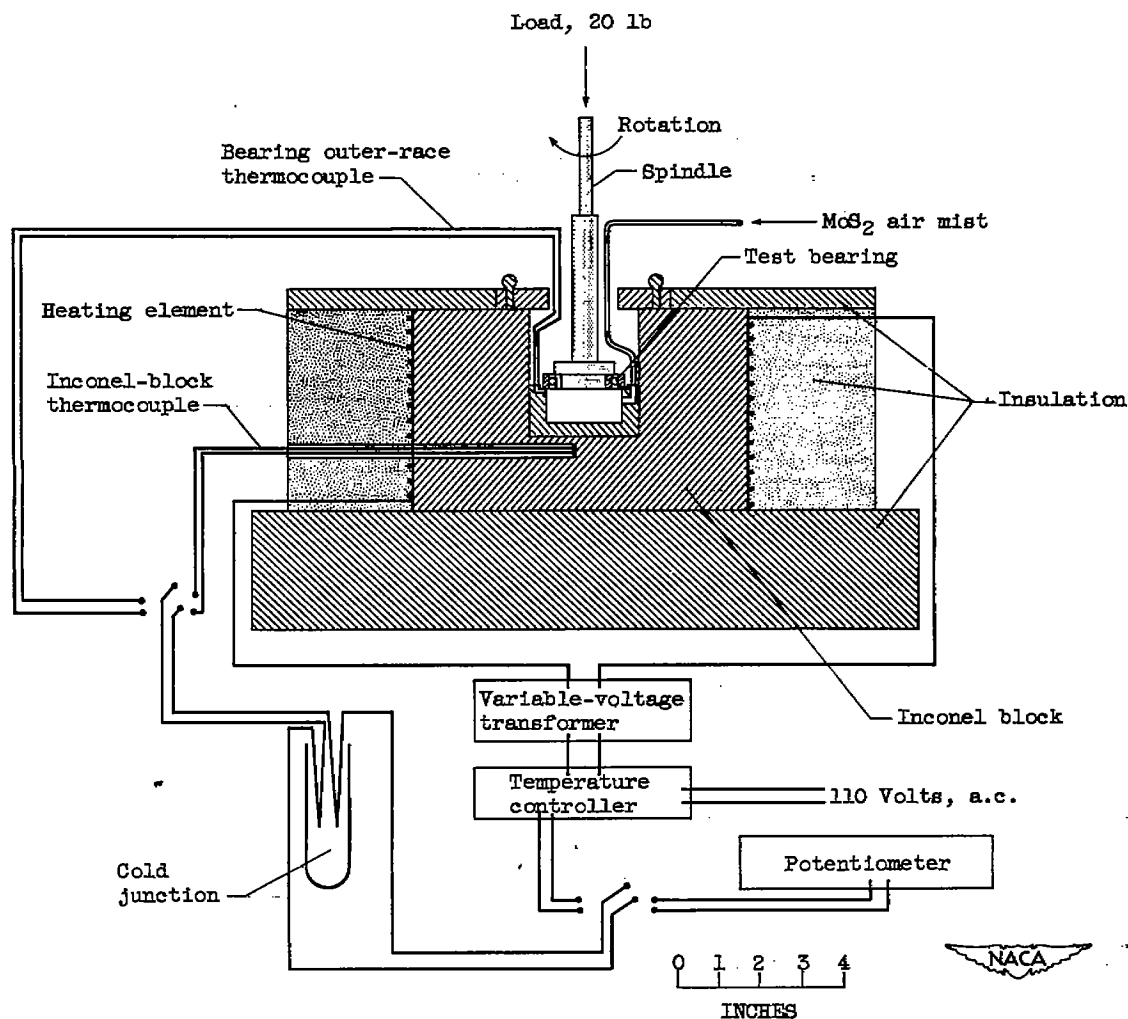 Load, 20 lb
Rotation
Bearing outer-race
thermocouple
Spindle
MoS2 air mist
Test bearing
Heating element
Inconel-block
thermocouple
Insulation
Variable-voltage
transformer
Inconel block
Temperature
controller
110 Volts, a.c.
Cold
junction
Potentiometer
0 1 2 3 4
INCHES
NACA